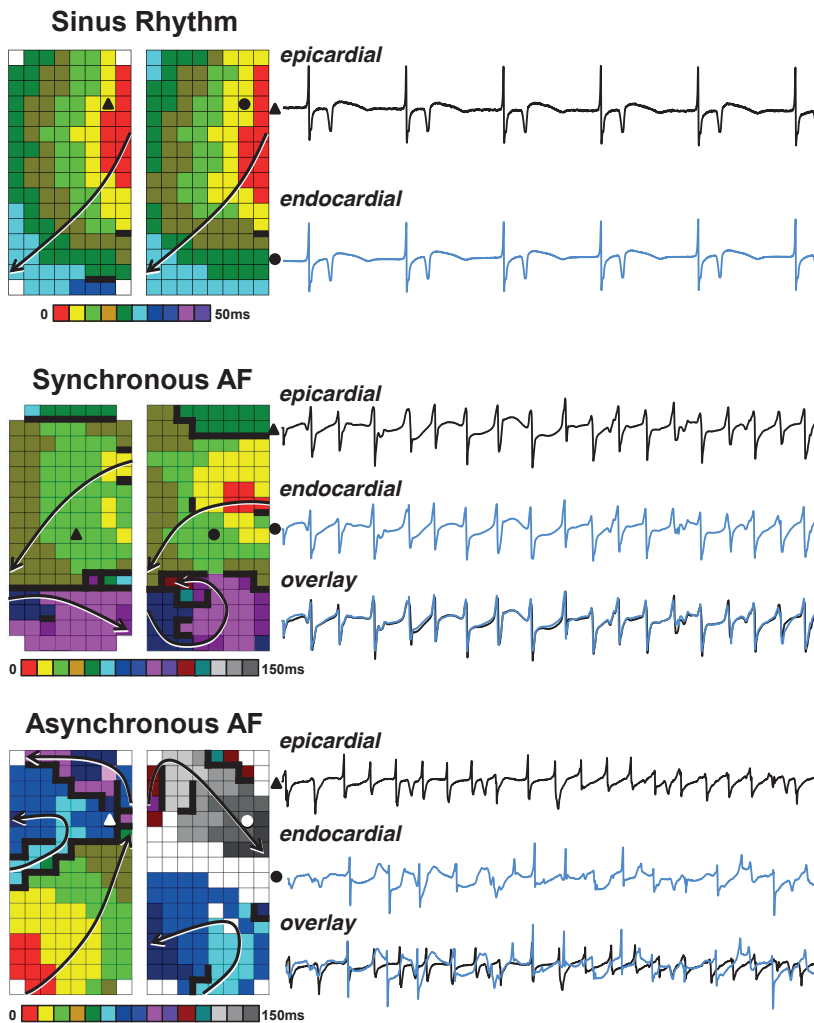 Sinus Rhythm
epicardial
endocardial
0 50ms
Synchronous AF
epicardial
endocardial
overlay
0 150ms
Asynchronous AF
epicardial
endocardial
overlay
0 150ms